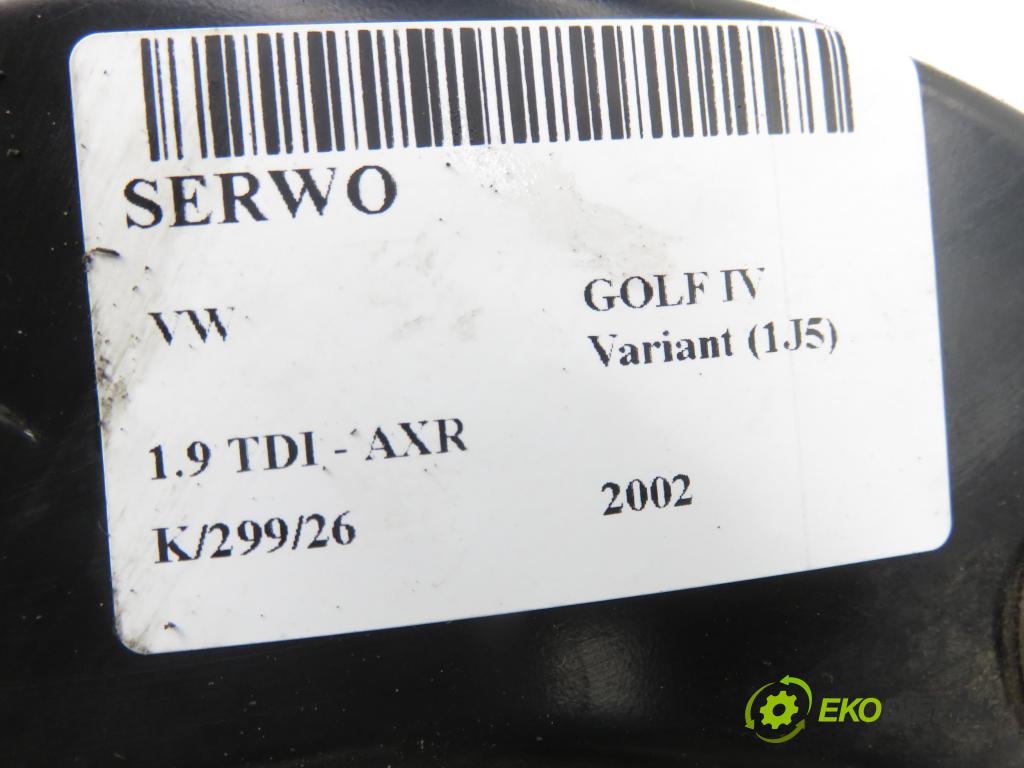 SERWO
VW
GOLF IV
Variant (1J5)
1.9 TDI - AXR
K/299/26
2002
EKO